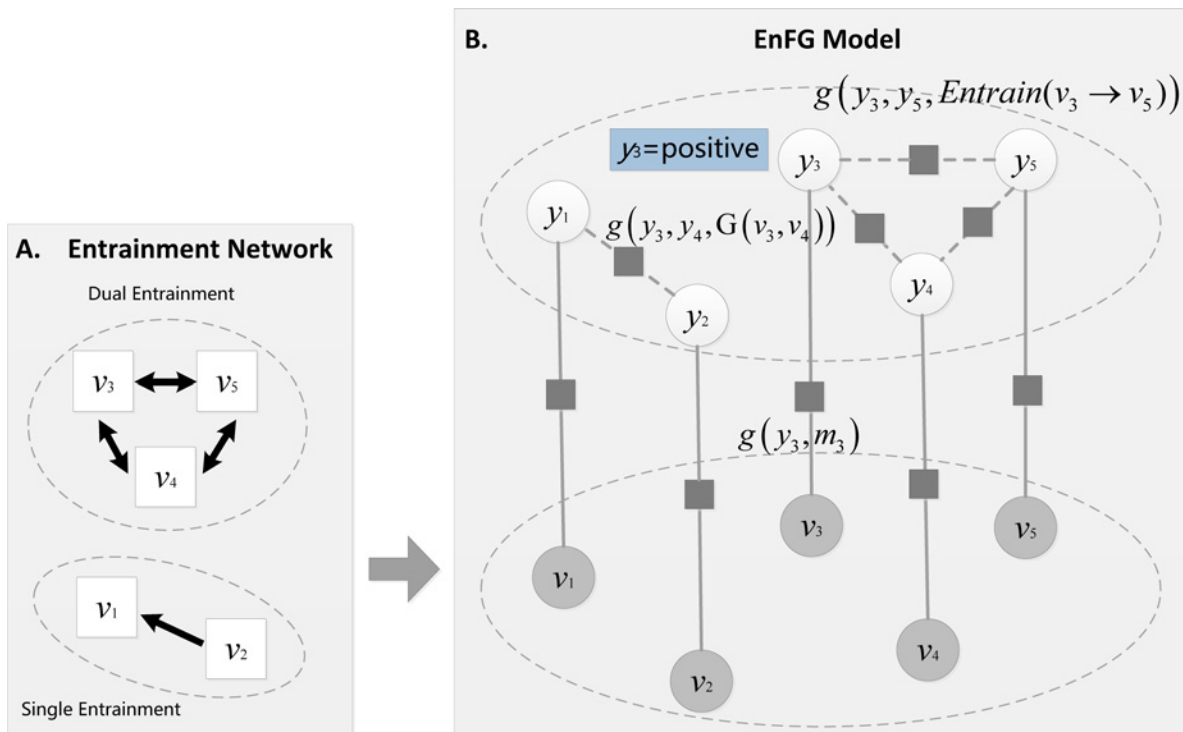 A. Entrainment Network
Dual Entrainment
v₃
v₅
v₄
v₁
v₂
Single Entrainment
B. EnFG Model
g(y₃, y₅, Entrain(v₃ → v₅))
y₃=positive
y₃
y₅
y₁
g(y₃, y₄, G(v₃, v₄))
y₄
y₂
g(y₃, m₃)
v₃
v₅
v₁
v₄
v₂